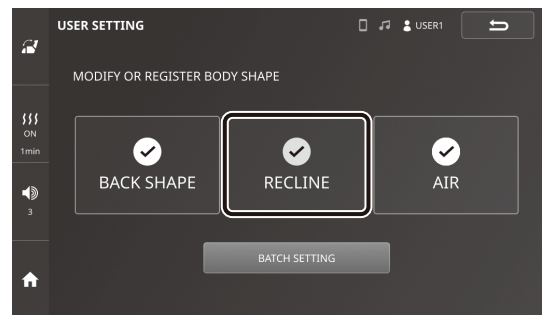 USER SETTING
USER1
MODIFY OR REGISTER BODY SHAPE
ON
1min
3
BACK SHAPE
RECLINE
AIR
BATCH SETTING